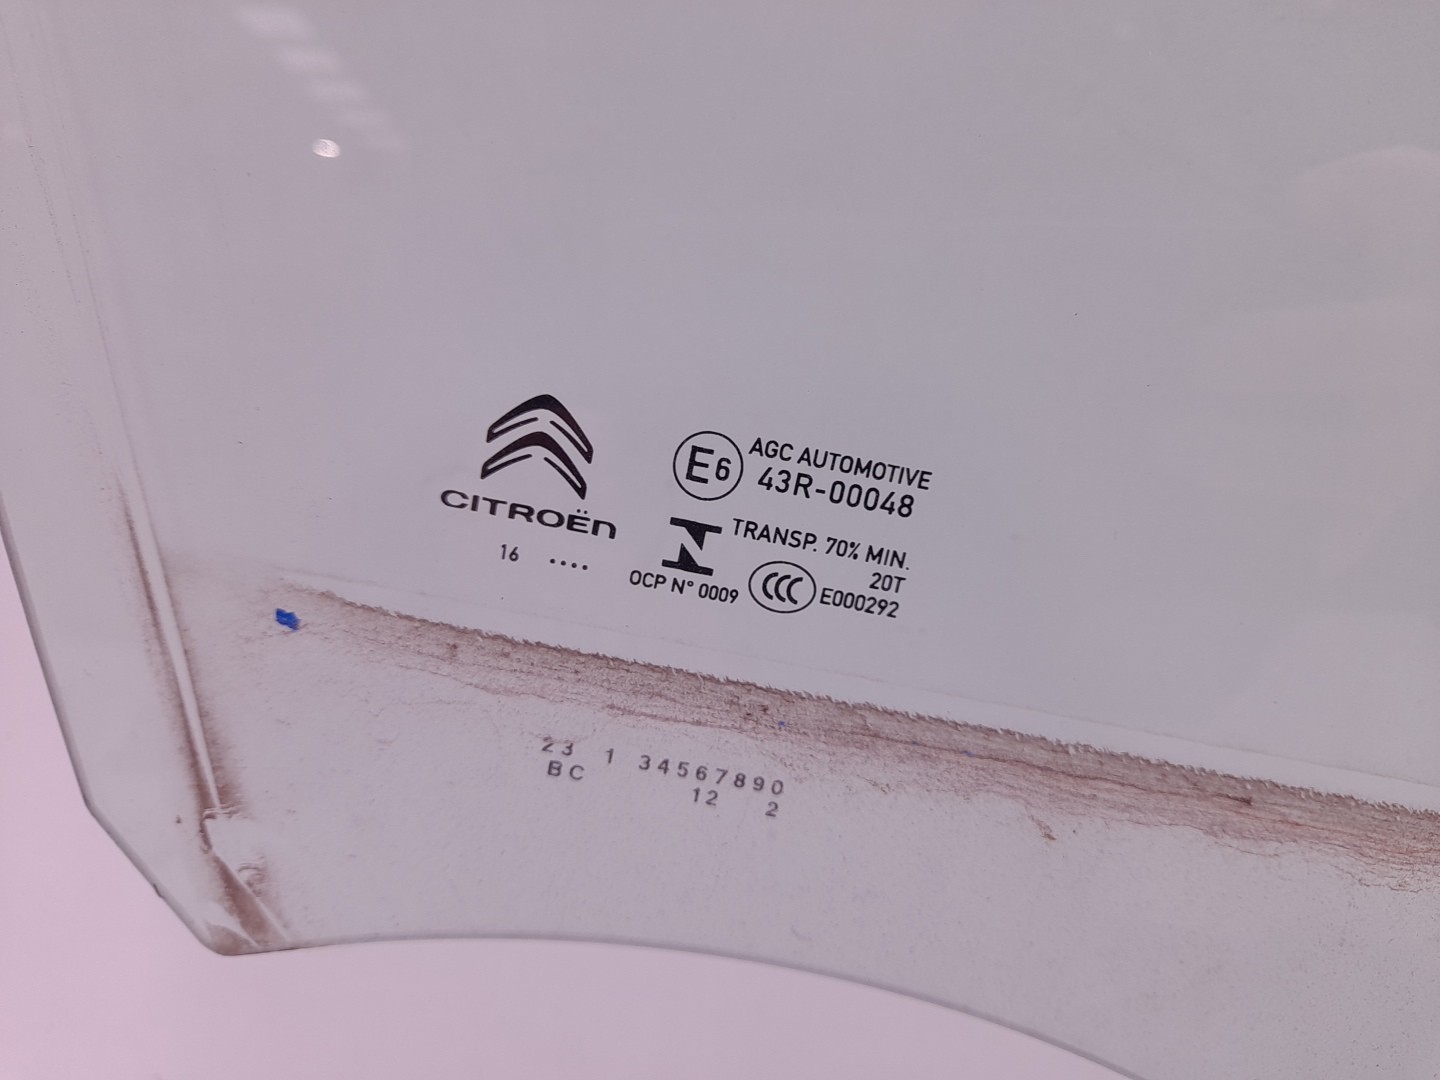 CITROËN
16 ....
E6
AGC AUTOMOTIVE
43R-00048
TRANSP. 70% MIN.
20T
OCP N° 0009
CCC
E000292
23 1 34567890
BC 12 2